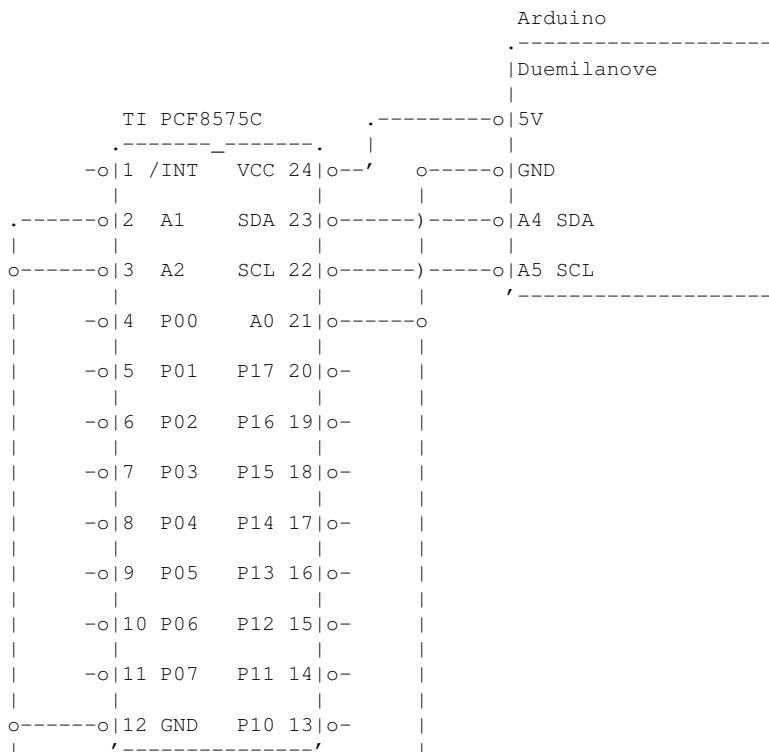 Arduino
Duemilanove
TI PCF8575C
5V
1 /INT VCC 24
GND
2 A1 SDA 23
A4 SDA
3 A2 SCL 22
A5 SCL
4 P00 A0 21
5 P01 P17 20
6 P02 P16 19
7 P03 P15 18
8 P04 P14 17
9 P05 P13 16
10 P06 P12 15
11 P07 P11 14
12 GND P10 13